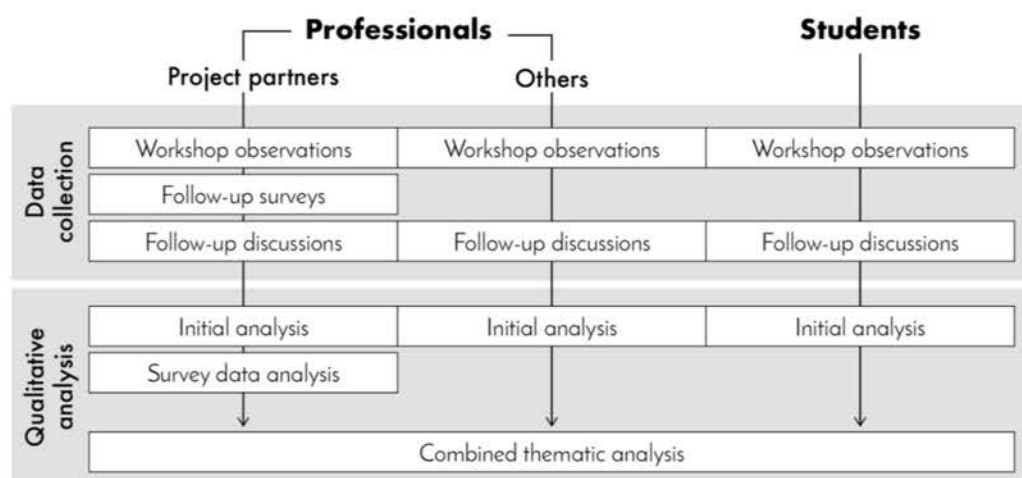 Professionals Students
Project partners Others
Data
collection
Workshop observations Workshop observations Workshop observations
Follow-up surveys
Follow-up discussions Follow-up discussions Follow-up discussions
Qualitative
analysis
Initial analysis Initial analysis Initial analysis
Survey data analysis
Combined thematic analysis